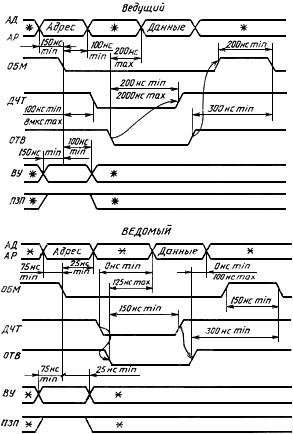 Ведущий
АД
АР
* Адрес * Данные *
150нс min
100нс min
200нс max
200нс min
ОБМ
200 нс min
2000нс max
ДЧТ
100нс min
8мкс max
300 нс min
ОТВ
100нс min
150нс min
ВУ * *
ПЗП * *
ВЕДОМЫЙ
АД
АР
* Адрес * Данные *
75нс min
25нс min
0нс min
0нс min
125нс max
100нс max
ОБМ
150нс min
150нс min
ДЧТ
300 нс min
ОТВ
75нс min
25 нс min
ВУ * *
ПЗП * *